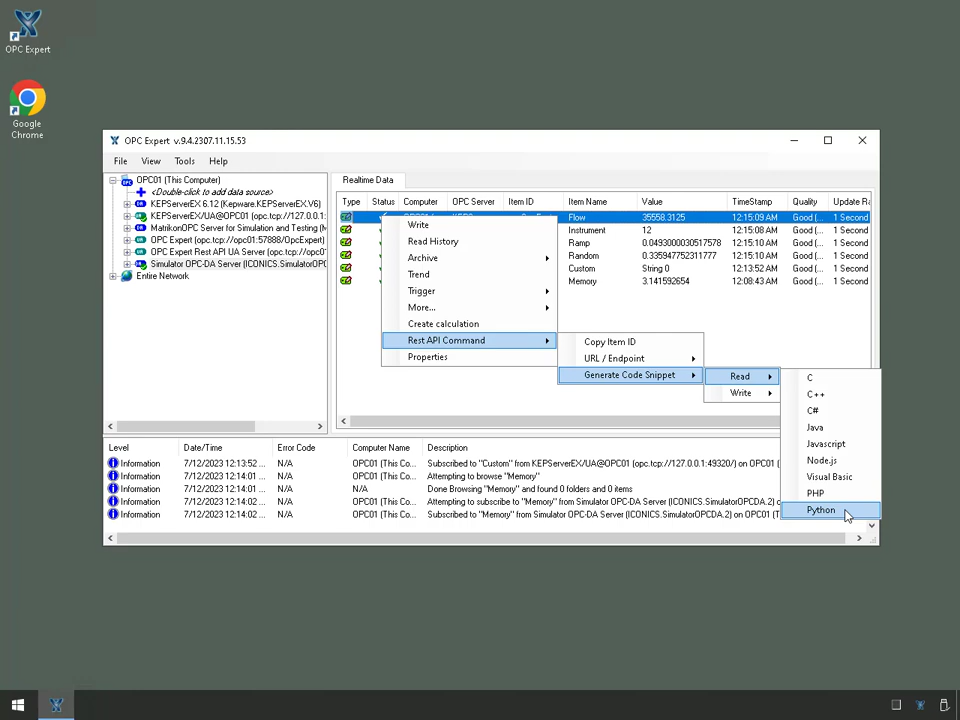 OPC Expert
Google
Chrome
OPC Expert v.9.4.2307.11.15.53
File View Tools Help
OPC01 (This Computer)
<Double-click to add data source>
KEPServerEX 6.12 (Kepware.KEPServerEX.V6)
KEPServerEX/UA@OPC01 (opc.tcp://127.0.0.1:
MatrikonOPC Server for Simulation and Testing (M
OPC Expert (opc.tcp://opc01:57888/OpcExpert)
OPC Expert Rest API UA Server (opc.tcp://opc0
Simulator OPC-DA Server (ICONICS.SimulatorOPC
Entire Network
Realtime Data
Type Status Computer OPC Server Item ID Item Name Value TimeStamp Quality Update Ra
Flow 35558.3125 12:15:09 AM Good (... 1 Second
Instrument 12 12:15:08 AM Good (... 1 Second
Ramp 0.0493000030517578 12:15:10 AM Good (... 1 Second
Random 0.335947752311777 12:15:10 AM Good (... 1 Second
Custom String 0 12:13:52 AM Good (... 1 Second
Memory 3.141592654 12:08:43 AM Good (... 1 Second
Write
Read History
Archive
Trend
Trigger
More...
Create calculation
Rest API Command
Properties
Copy Item ID
URL / Endpoint
Generate Code Snippet
Read
Write
C
C++
C#
Java
Javascript
Node.js
Visual Basic
PHP
Python
Level Date/Time Error Code Computer Name Description
Information 7/12/2023 12:13:52 ... N/A OPC01 (This Co... Subscribed to "Custom" from KEPServerEX/UA@OPC01 (opc.tcp://127.0.0.1:49320/) on OPC01 (
Information 7/12/2023 12:14:01 ... N/A OPC01 (This Co... Attempting to browse "Memory"
Information 7/12/2023 12:14:01 ... N/A OPC01 (This Co... Done Browsing "Memory" and found 0 folders and 0 items
Information 7/12/2023 12:14:02 ... N/A OPC01 (This Co... Attempting to subscribe to "Memory" from Simulator OPC-DA Server (ICONICS.SimulatorOPCDA.2) o
Information 7/12/2023 12:14:02 ... N/A OPC01 (This Co... Subscribed to "Memory" from Simulator OPC-DA Server (ICONICS.SimulatorOPCDA.2) on OPC01 (T